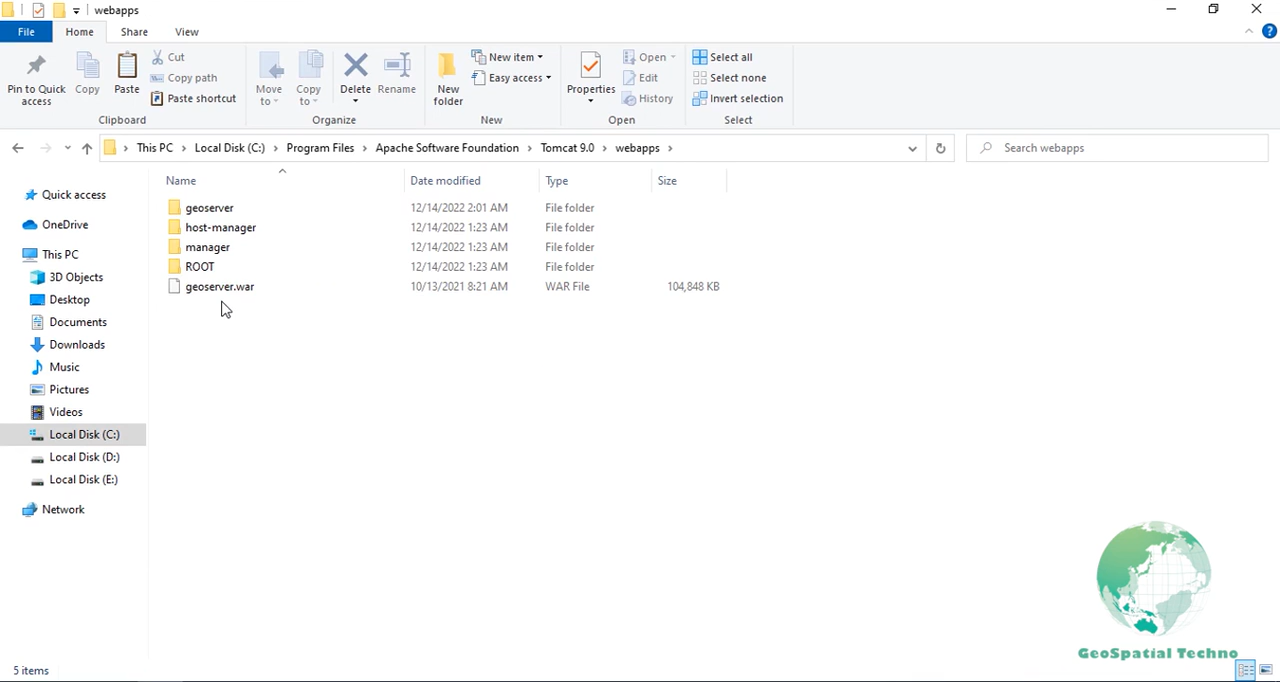 webapps
File Home Share View
Pin to Quick access
Copy
Paste
Cut
Copy path
Paste shortcut
Clipboard
Move to
Copy to
Delete
Rename
Organize
New folder
New item
Easy access
New
Properties
Open
Edit
History
Open
Select all
Select none
Invert selection
Select
This PC > Local Disk (C:) > Program Files > Apache Software Foundation > Tomcat 9.0 > webapps >
Search webapps
Name Date modified Type Size
geoserver 12/14/2022 2:01 AM File folder
host-manager 12/14/2022 1:23 AM File folder
manager 12/14/2022 1:23 AM File folder
ROOT 12/14/2022 1:23 AM File folder
geoserver.war 10/13/2021 8:21 AM WAR File 104,848 KB
Quick access
OneDrive
This PC
3D Objects
Desktop
Documents
Downloads
Music
Pictures
Videos
Local Disk (C:)
Local Disk (D:)
Local Disk (E:)
Network
GeoSpatial Techno
5 items